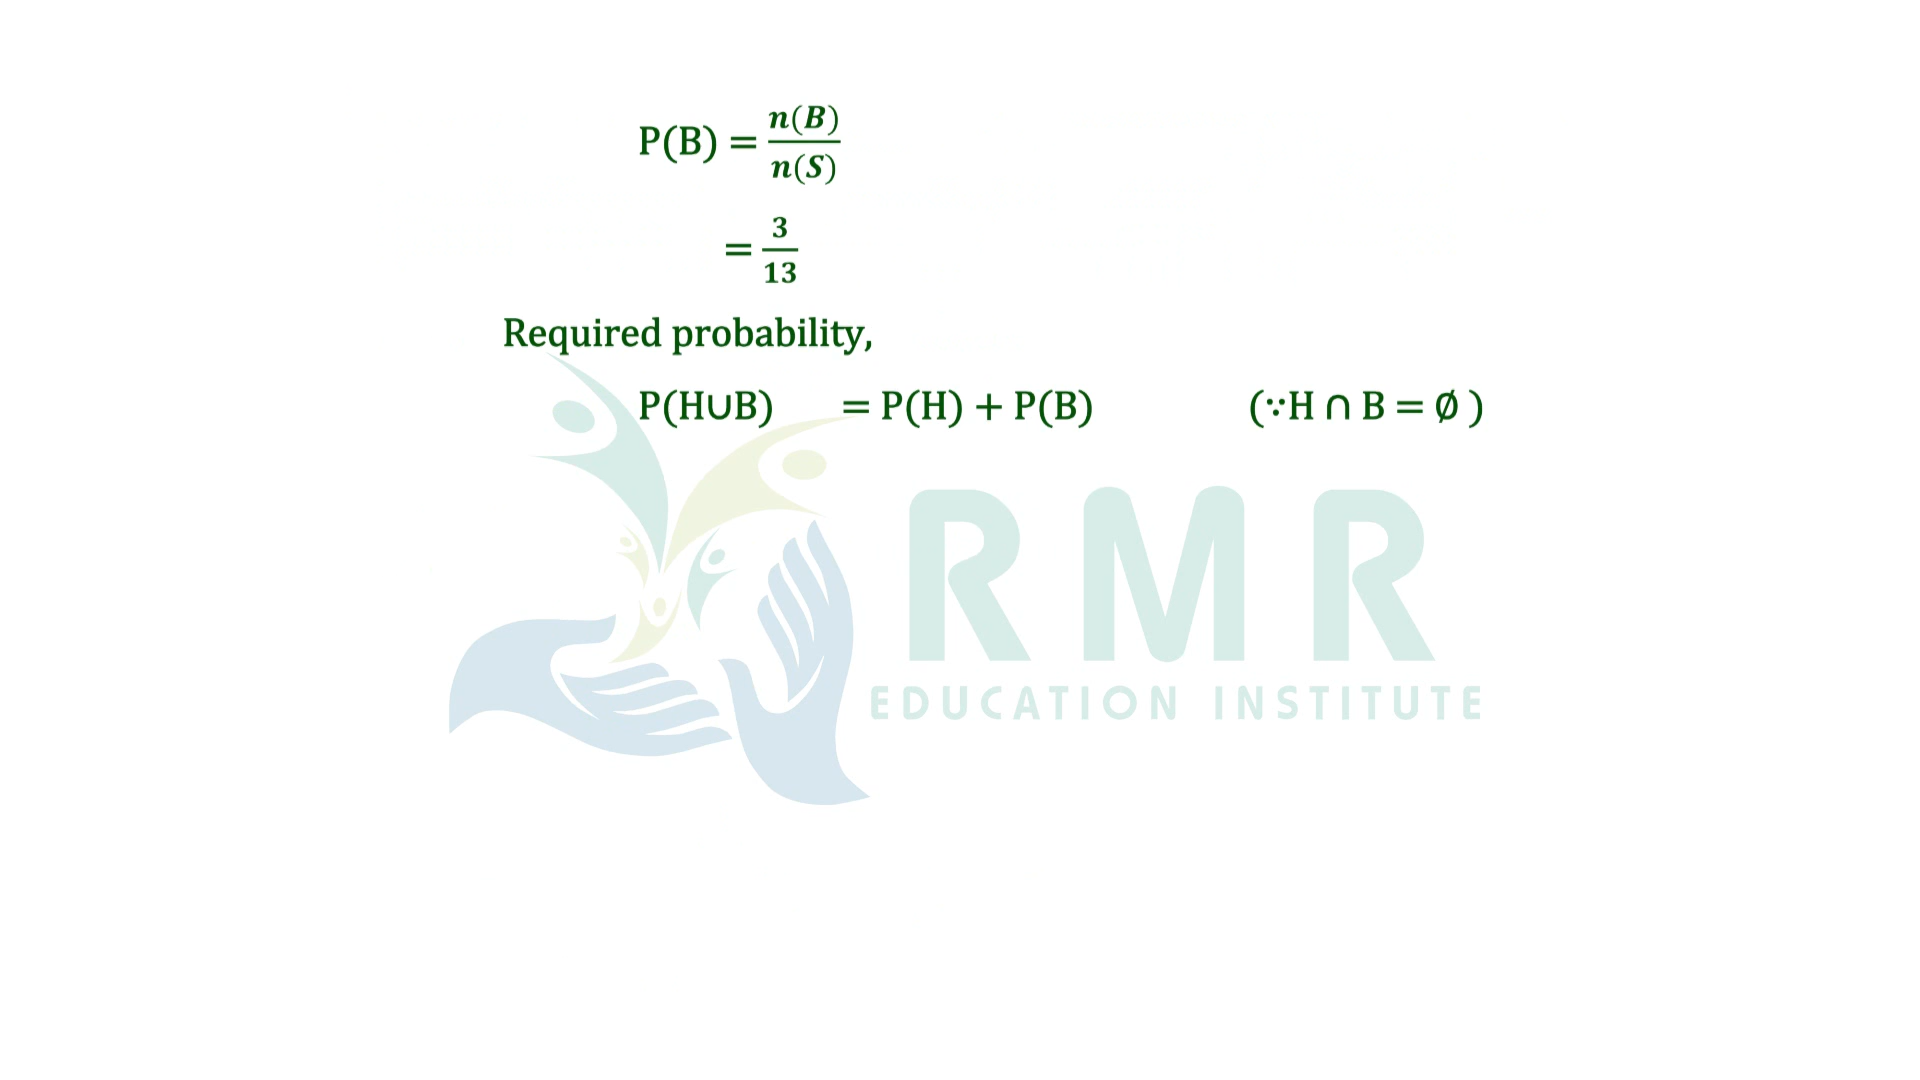 P(B) = n(B)/n(S)
= 3/13
Required probability,
P(H∪B) = P(H) + P(B) (∵H ∩ B = ∅ )
RMR
EDUCATION INSTITUTE